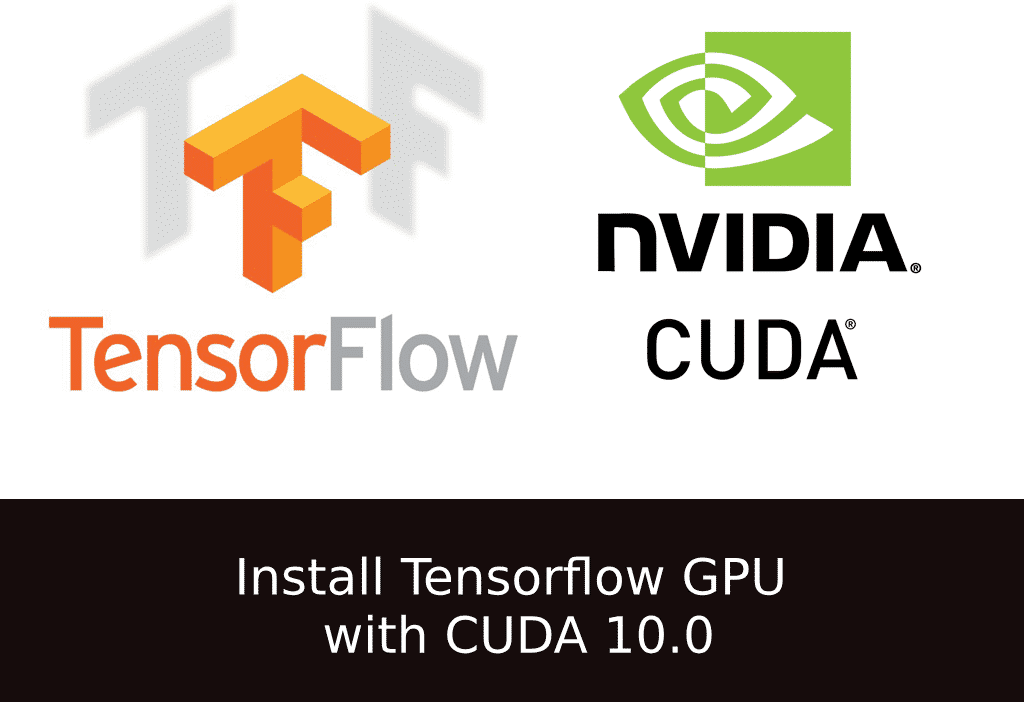 TensorFlow
NVIDIA®
CUDA®
Install Tensorflow GPU
with CUDA 10.0